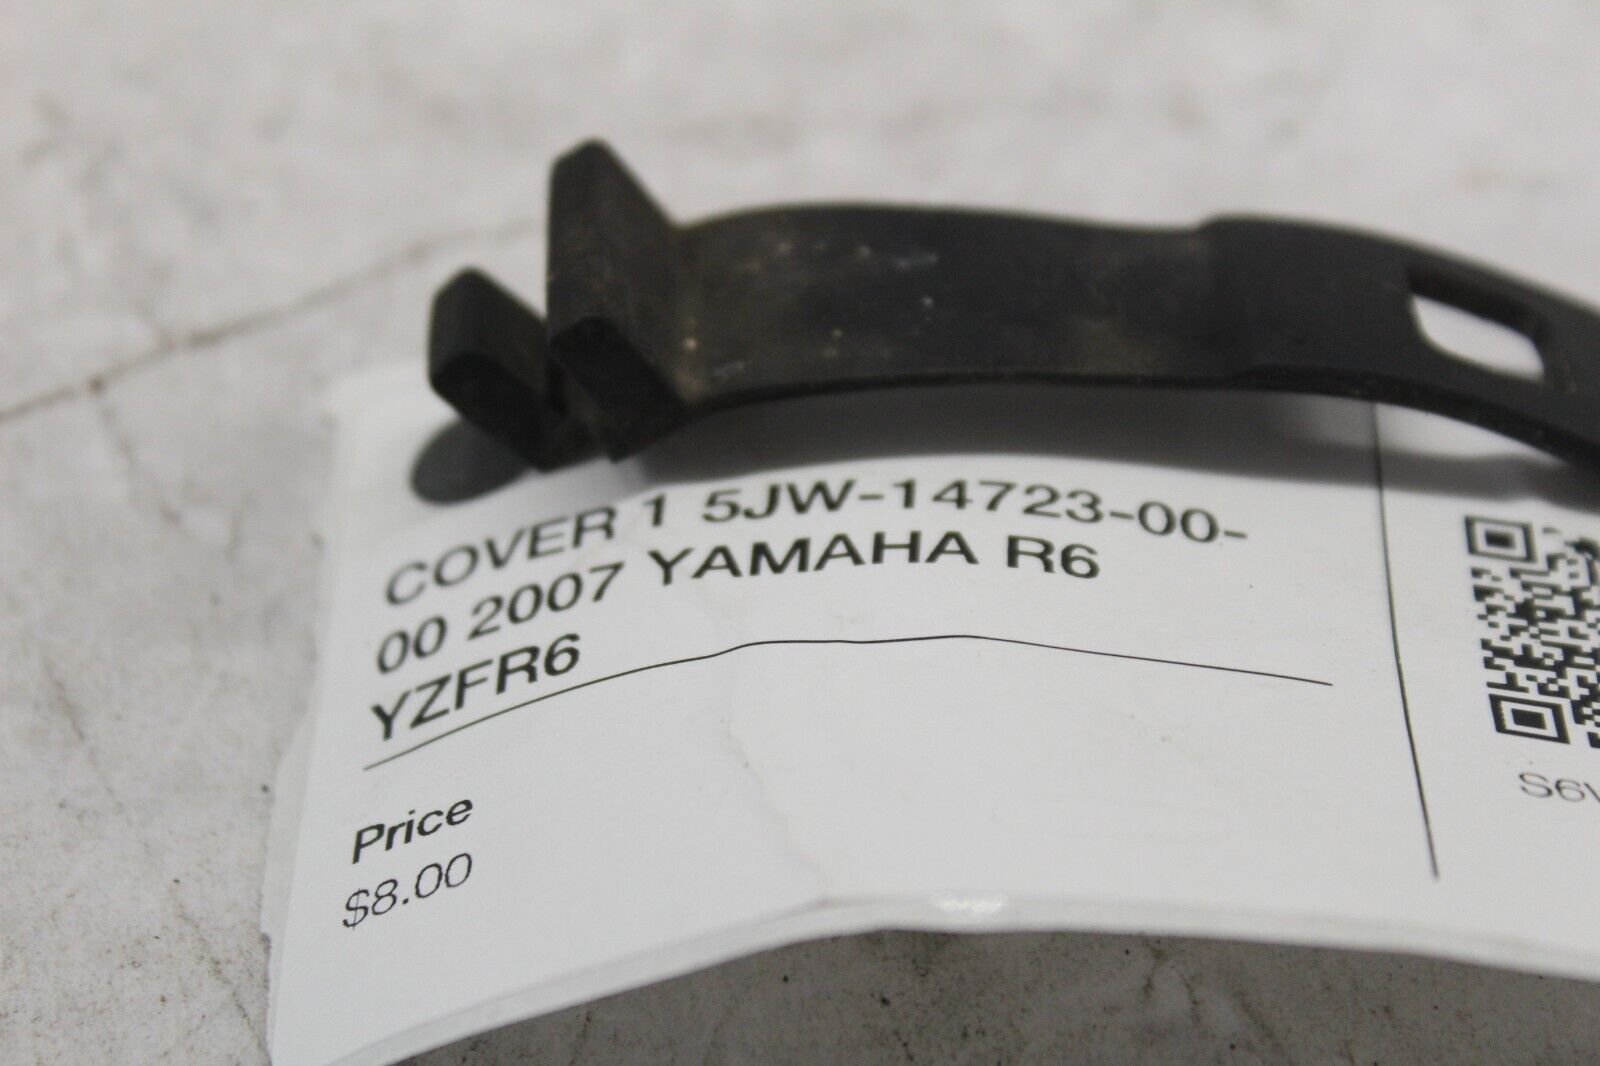 COVER 1 5JW-14723-00-
00 2007 YAMAHA R6
YZFR6
Price
$8.00